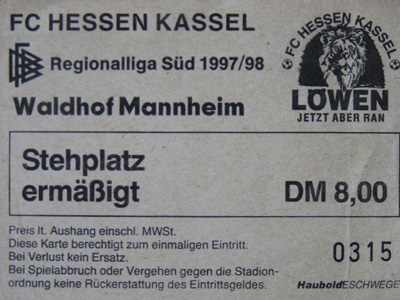 FC HESSEN KASSEL
DFB Regionalliga Süd 1997/98
Waldhof Mannheim
FC HESSEN KASSEL
LÖWEN
JETZT ABER RAN
Stehplatz
ermäßigt DM 8,00
Preis lt. Aushang einschl. MWSt.
Diese Karte berechtigt zum einmaligen Eintritt.
Bei Verlust kein Ersatz.
Bei Spielabbruch oder Vergehen gegen die Stadion-
ordnung keine Rückerstattung des Eintrittsgeldes.
0315
HauboldESCHWEGE